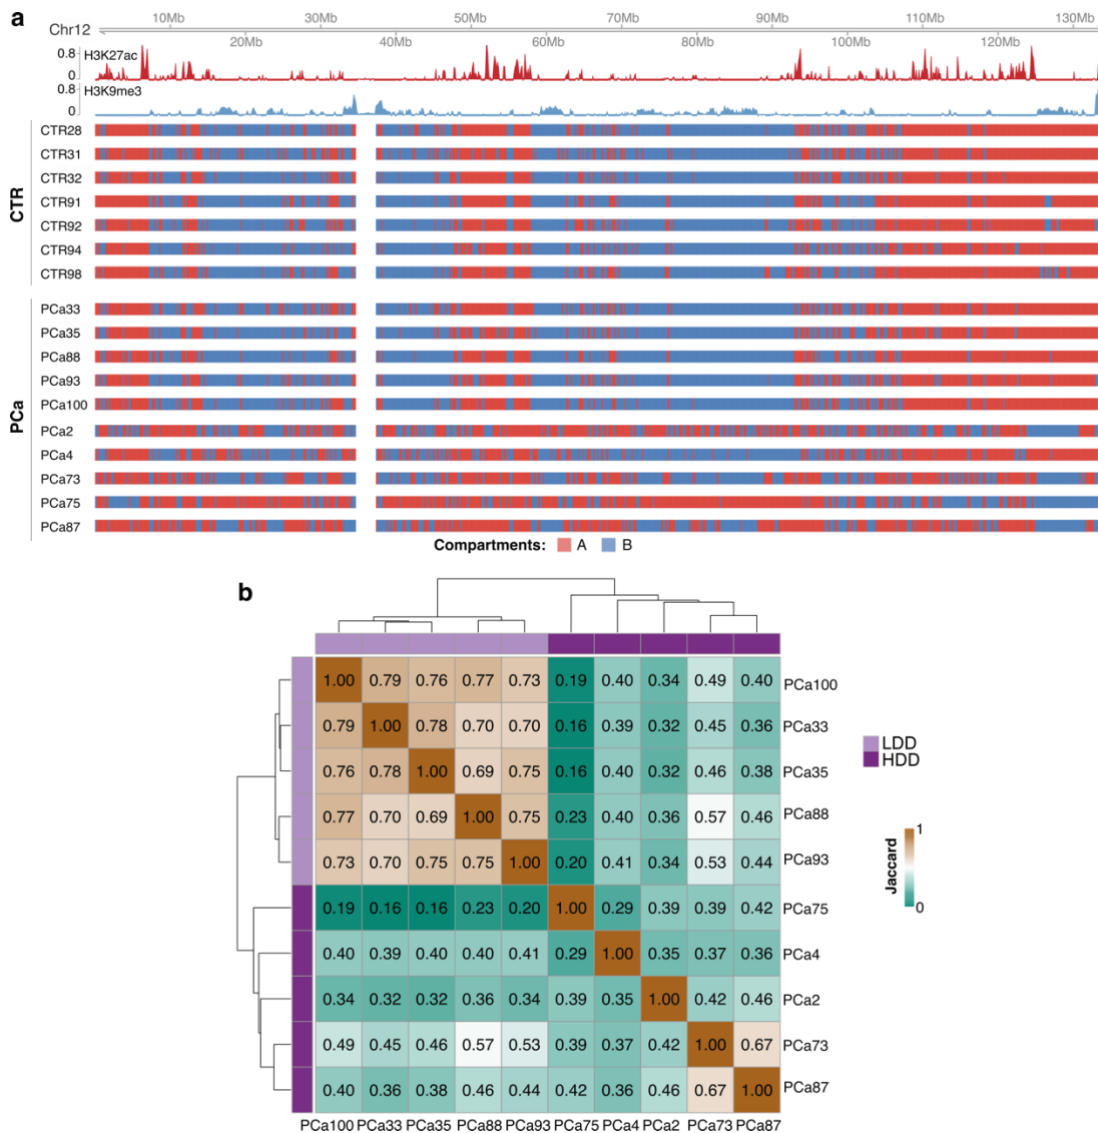 a
10Mb 30Mb 50Mb 70Mb 90Mb 110Mb 130Mb
Chr12
20Mb 40Mb 60Mb 80Mb 100Mb 120Mb
0.8 H3K27ac
0
0.8 H3K9me3
0
CTR
CTR28
CTR31
CTR32
CTR91
CTR92
CTR94
CTR98
PCa
PCa33
PCa35
PCa88
PCa93
PCa100
PCa2
PCa4
PCa73
PCa75
PCa87
Compartments: A B
b
1.00 0.79 0.76 0.77 0.73 0.19 0.40 0.34 0.49 0.40 PCa100
0.79 1.00 0.78 0.70 0.70 0.16 0.39 0.32 0.45 0.36 PCa33
0.76 0.78 1.00 0.69 0.75 0.16 0.40 0.32 0.46 0.38 PCa35
0.77 0.70 0.69 1.00 0.75 0.23 0.40 0.36 0.57 0.46 PCa88
0.73 0.70 0.75 0.75 1.00 0.20 0.41 0.34 0.53 0.44 PCa93
0.19 0.16 0.16 0.23 0.20 1.00 0.29 0.39 0.39 0.42 PCa75
0.40 0.39 0.40 0.40 0.41 0.29 1.00 0.35 0.37 0.36 PCa4
0.34 0.32 0.32 0.36 0.34 0.39 0.35 1.00 0.42 0.46 PCa2
0.49 0.45 0.46 0.57 0.53 0.39 0.37 0.42 1.00 0.67 PCa73
0.40 0.36 0.38 0.46 0.44 0.42 0.36 0.46 0.67 1.00 PCa87
PCa100 PCa33 PCa35 PCa88 PCa93 PCa75 PCa4 PCa2 PCa73 PCa87
LDD
HDD
Jaccard
1
0